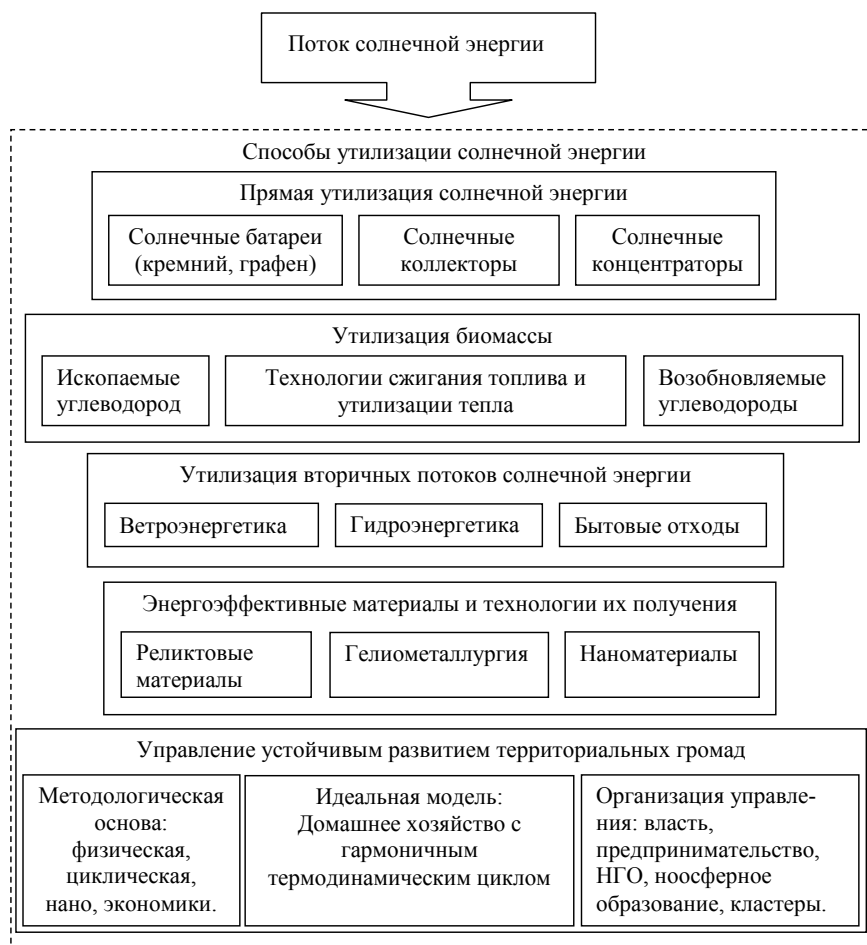 Поток солнечной энергии
Способы утилизации солнечной энергии
Прямая утилизация солнечной энергии
Солнечные батареи
(кремний, графен)
Солнечные
коллекторы
Солнечные
концентраторы
Утилизация биомассы
Ископаемые
углеводород
Технологии сжигания топлива и
утилизации тепла
Возобновляемые
углеводороды
Утилизация вторичных потоков солнечной энергии
Ветроэнергетика
Гидроэнергетика
Бытовые отходы
Энергоэффективные материалы и технологии их получения
Реликтовые
материалы
Гелиометаллургия
Наноматериалы
Управление устойчивым развитием территориальных громад
Методологическая
основа:
физическая,
циклическая,
нано, экономики.
Идеальная модель:
Домашнее хозяйство с
гармоничным
термодинамическим циклом
Организация управле-
ния: власть,
предпринимательство,
НГО, ноосферное
образование, кластеры.